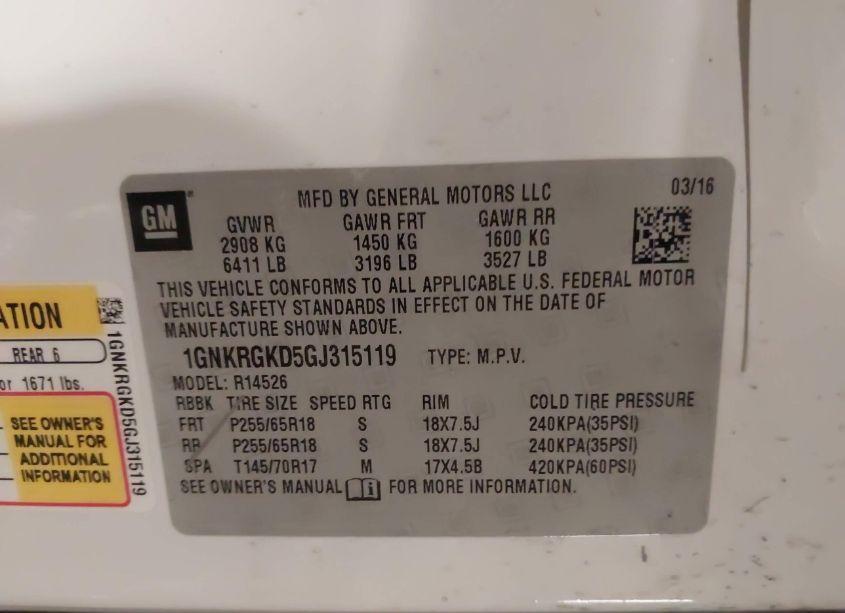 GM
MFD BY GENERAL MOTORS LLC
03/16
GVWR GAWR FRT GAWR RR
2908 KG 1450 KG 1600 KG
6411 LB 3196 LB 3527 LB
THIS VEHICLE CONFORMS TO ALL APPLICABLE U.S. FEDERAL MOTOR
VEHICLE SAFETY STANDARDS IN EFFECT ON THE DATE OF
MANUFACTURE SHOWN ABOVE.
1GNKRGKD5GJ315119 TYPE: M.P.V.
MODEL: R14526
RBBK TIRE SIZE SPEED RTG RIM COLD TIRE PRESSURE
FRT P255/65R18 S 18X7.5J 240KPA(35PSI)
RR P255/65R18 S 18X7.5J 240KPA(35PSI)
SPA T145/70R17 M 17X4.5B 420KPA(60PSI)
SEE OWNER'S MANUAL i FOR MORE INFORMATION.
ATION
REAR 6
or 1671 lbs.
SEE OWNER'S
MANUAL FOR
ADDITIONAL
INFORMATION
1GNKRGKD5GJ315119